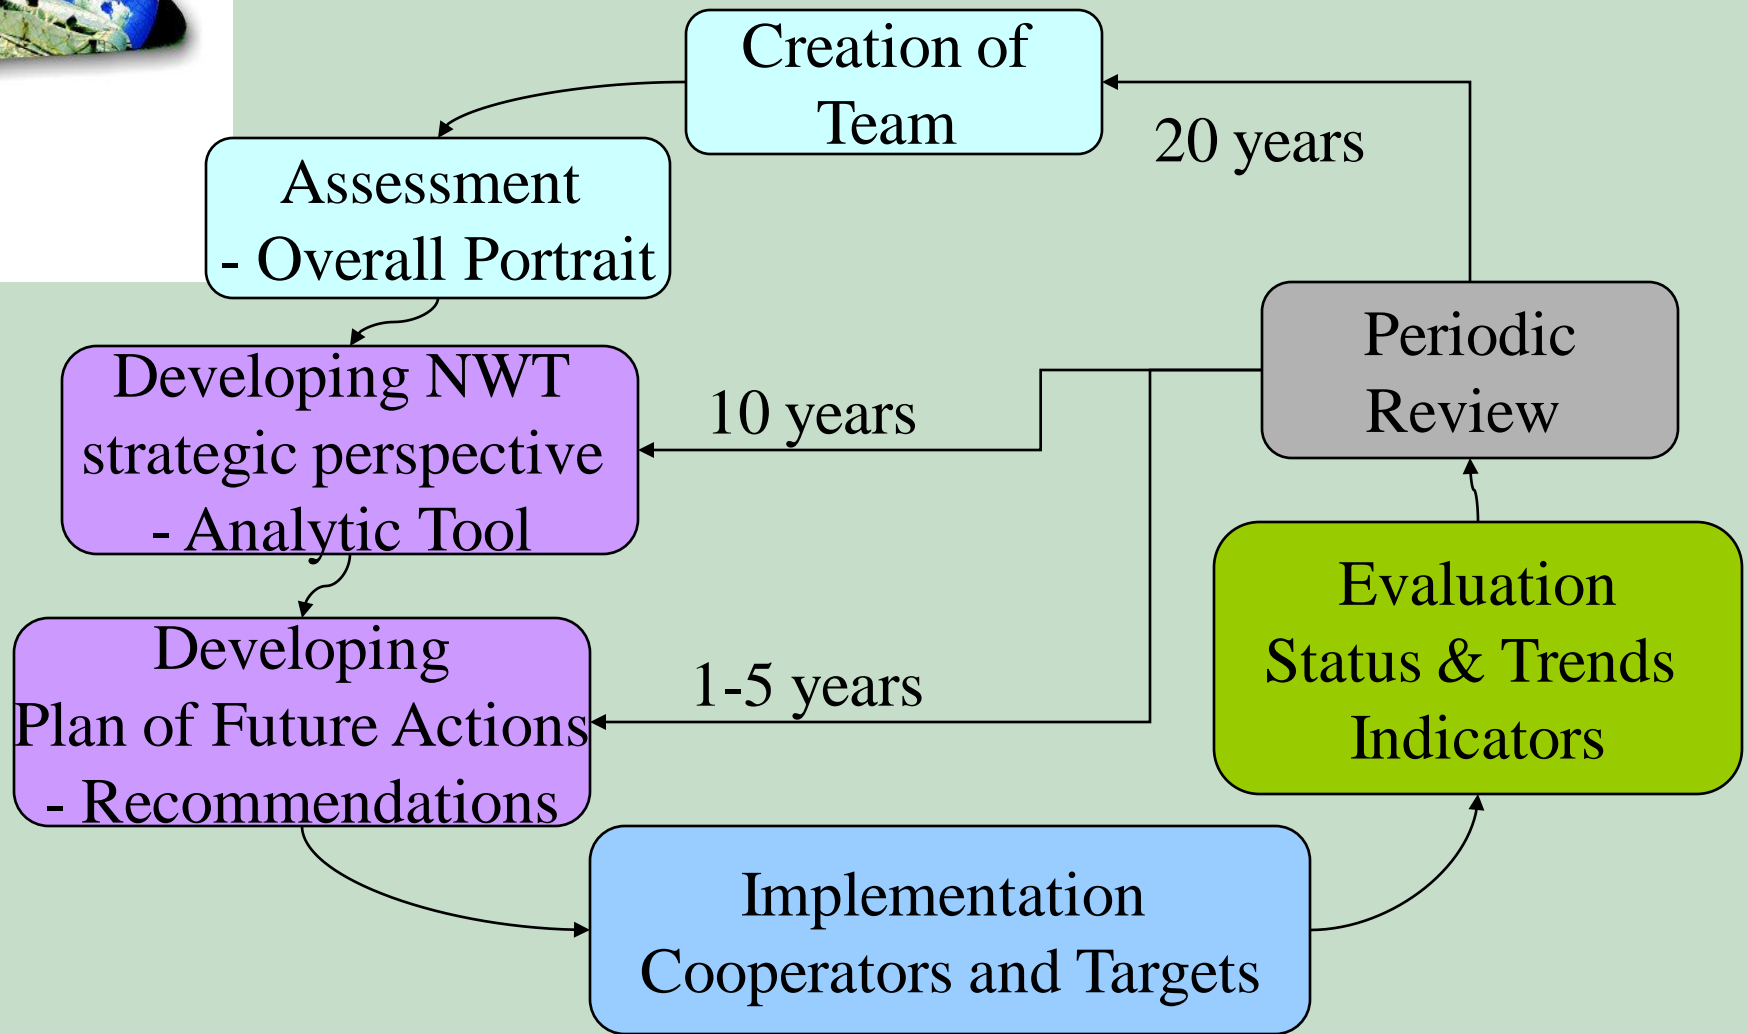 Creation of
Team
20 years
Assessment
- Overall Portrait
Periodic
Review
Developing NWT
strategic perspective
- Analytic Tool
10 years
Evaluation
Status & Trends
Indicators
Developing
Plan of Future Actions
- Recommendations
1-5 years
Implementation
Cooperators and Targets